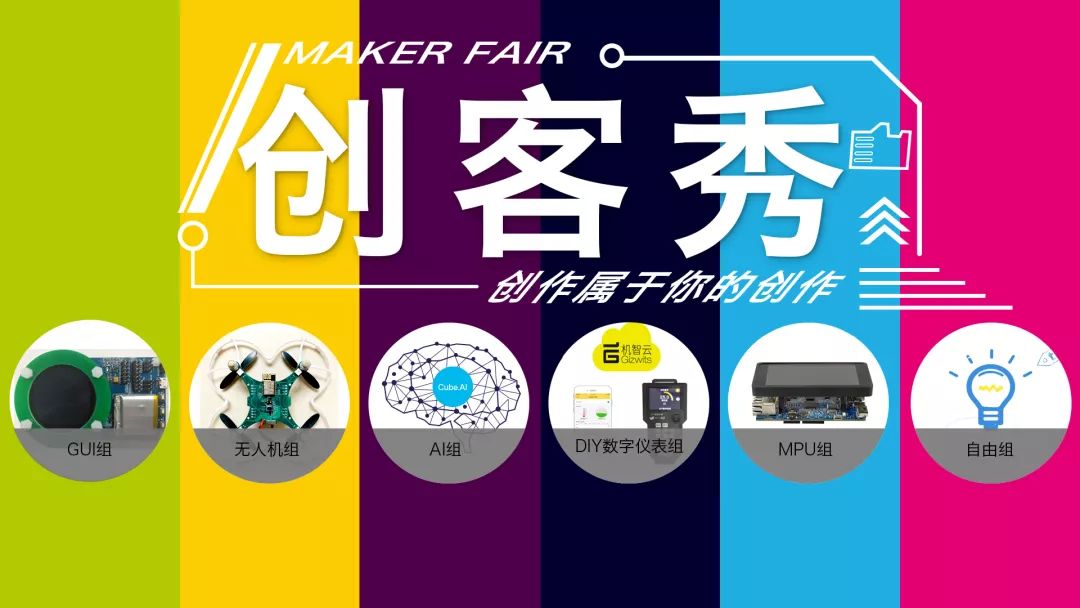 MAKER FAIR
创客秀
创作属于你的创作
机智云
Gizwits
Cube.AI
GUI组
无人机组
AI组
DIY数字仪表组
MPU组
自由组